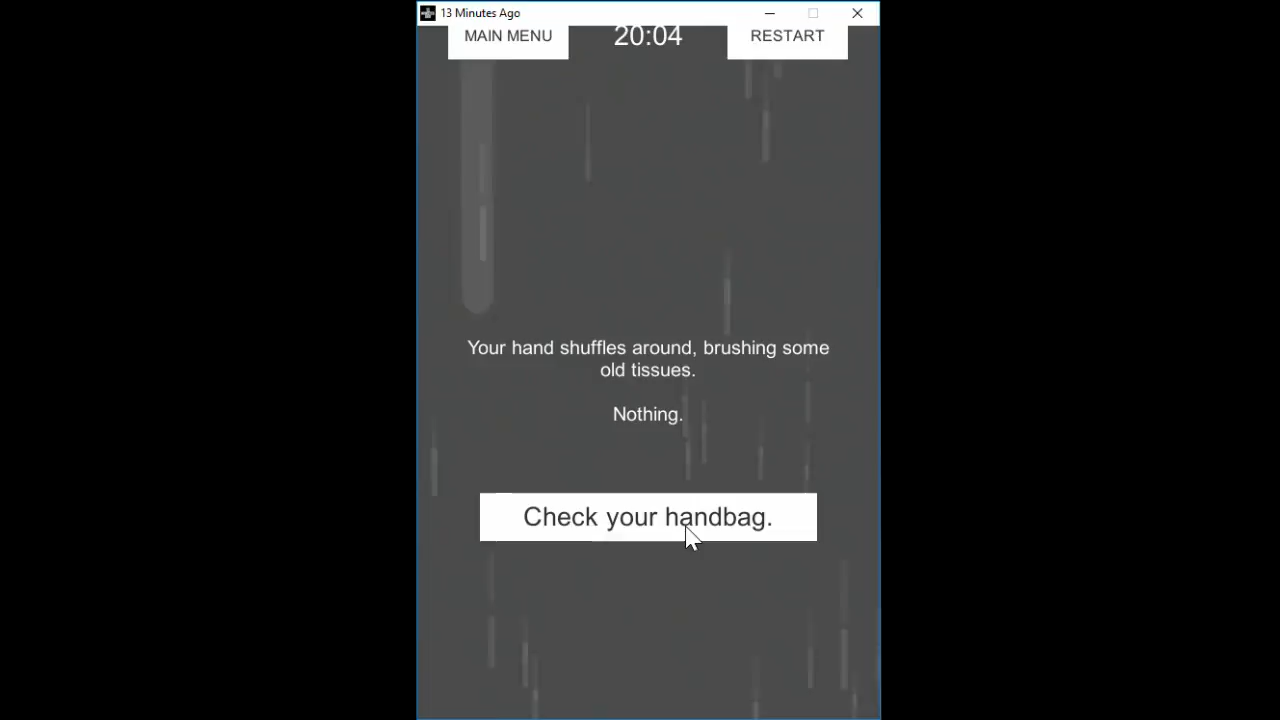 13 Minutes Ago
MAIN MENU
20:04
RESTART
Your hand shuffles around, brushing some
old tissues.
Nothing.
Check your handbag.